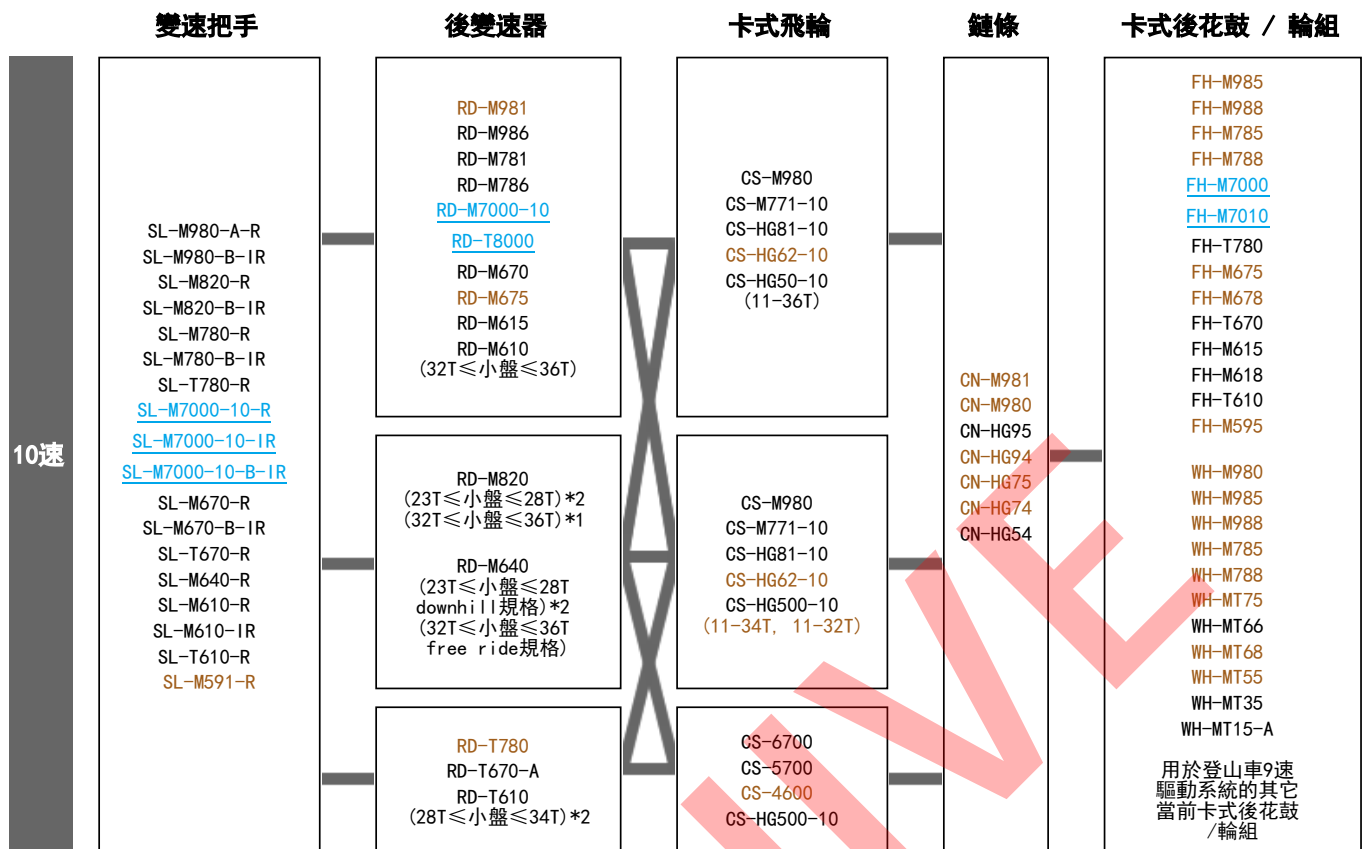 變速把手
後變速器
卡式飛輪
鏈條
卡式後花鼓 / 輪組
10速
SL-M980-A-R
SL-M980-B-IR
SL-M820-R
SL-M820-B-IR
SL-M780-R
SL-M780-B-IR
SL-T780-R
SL-M7000-10-R
SL-M7000-10-IR
SL-M7000-10-B-IR
SL-M670-R
SL-M670-B-IR
SL-T670-R
SL-M640-R
SL-M610-R
SL-M610-IR
SL-T610-R
SL-M591-R
RD-M981
RD-M986
RD-M781
RD-M786
RD-M7000-10
RD-T8000
RD-M670
RD-M675
RD-M615
RD-M610
(32T≤小盤≤36T)
RD-M820
(23T≤小盤≤28T)*2
(32T≤小盤≤36T)*1
RD-M640
(23T≤小盤≤28T
downhill規格)*2
(32T≤小盤≤36T
free ride規格)
RD-T780
RD-T670-A
RD-T610
(28T≤小盤≤34T)*2
CS-M980
CS-M771-10
CS-HG81-10
CS-HG62-10
CS-HG50-10
(11-36T)
CS-M980
CS-M771-10
CS-HG81-10
CS-HG62-10
CS-HG500-10
(11-34T, 11-32T)
CS-6700
CS-5700
CS-4600
CS-HG500-10
CN-M981
CN-M980
CN-HG95
CN-HG94
CN-HG75
CN-HG74
CN-HG54
FH-M985
FH-M988
FH-M785
FH-M788
FH-M7000
FH-M7010
FH-T780
FH-M675
FH-M678
FH-T670
FH-M615
FH-M618
FH-T610
FH-M595
WH-M980
WH-M985
WH-M988
WH-M785
WH-M788
WH-MT75
WH-MT66
WH-MT68
WH-MT55
WH-MT35
WH-MT15-A
用於登山車9速
驅動系統的其它
當前卡式後花鼓
/輪組